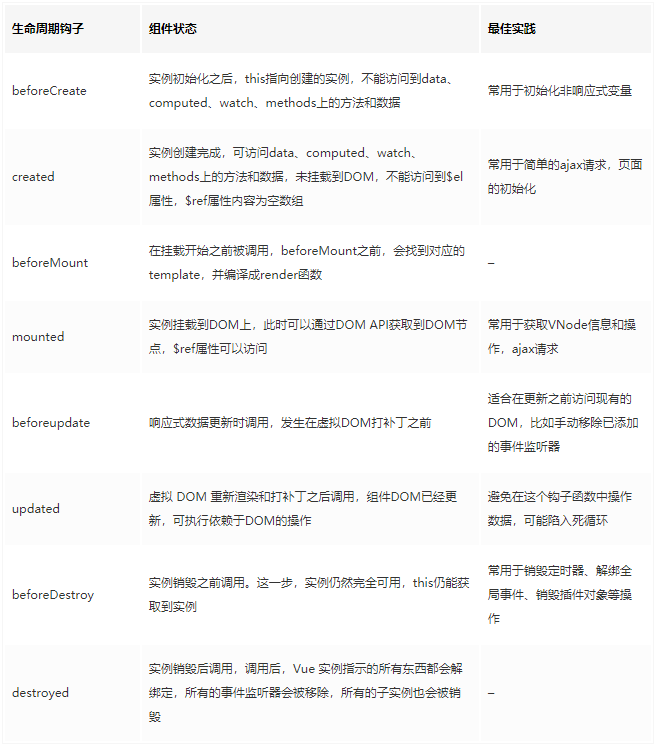 生命周期钩子 组件状态 最佳实践
beforeCreate
实例初始化之后，this指向创建的实例，不能访问到data、
computed、watch、methods上的方法和数据
常用于初始化非响应式变量
created
实例创建完成，可访问data、computed、watch、
methods上的方法和数据，未挂载到DOM，不能访问到$el
属性，$ref属性内容为空数组
常用于简单的ajax请求，页面
的初始化
beforeMount
在挂载开始之前被调用，beforeMount之前，会找到对应的
template，并编译成render函数
–
mounted
实例挂载到DOM上，此时可以通过DOM API获取到DOM节
点，$ref属性可以访问
常用于获取VNode信息和操
作，ajax请求
beforeupdate
响应式数据更新时调用，发生在虚拟DOM打补丁之前
适合在更新之前访问现有的
DOM，比如手动移除已添加
的事件监听器
updated
虚拟 DOM 重新渲染和打补丁之后调用，组件DOM已经更
新，可执行依赖于DOM的操作
避免在这个钩子函数中操作
数据，可能陷入死循环
beforeDestroy
实例销毁之前调用。这一步，实例仍然完全可用，this仍能获
取到实例
常用于销毁定时器、解绑全
局事件、销毁插件对象等操
作
destroyed
实例销毁后调用，调用后，Vue 实例指示的所有东西都会解
绑定，所有的事件监听器会被移除，所有的子实例也会被销
毁
–